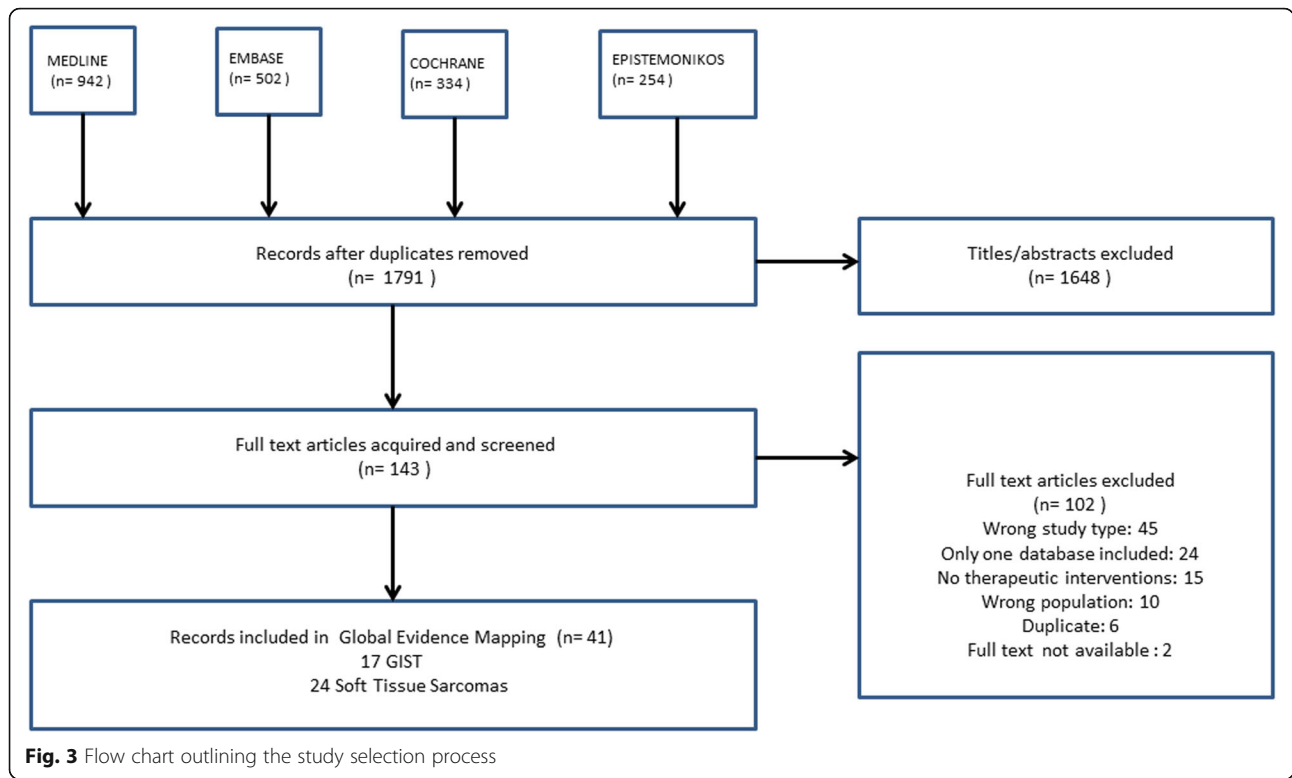 MEDLINE
(n= 942 )
EMBASE
(n= 502 )
COCHRANE
(n= 334 )
EPISTEMONIKOS
(n= 254 )
Records after duplicates removed
(n= 1791 )
Titles/abstracts excluded
(n= 1648 )
Full text articles acquired and screened
(n= 143 )
Full text articles excluded
(n= 102 )
Wrong study type: 45
Only one database included: 24
No therapeutic interventions: 15
Wrong population: 10
Duplicate: 6
Full text not available : 2
Records included in Global Evidence Mapping (n= 41)
17 GIST
24 Soft Tissue Sarcomas
Fig. 3 Flow chart outlining the study selection process